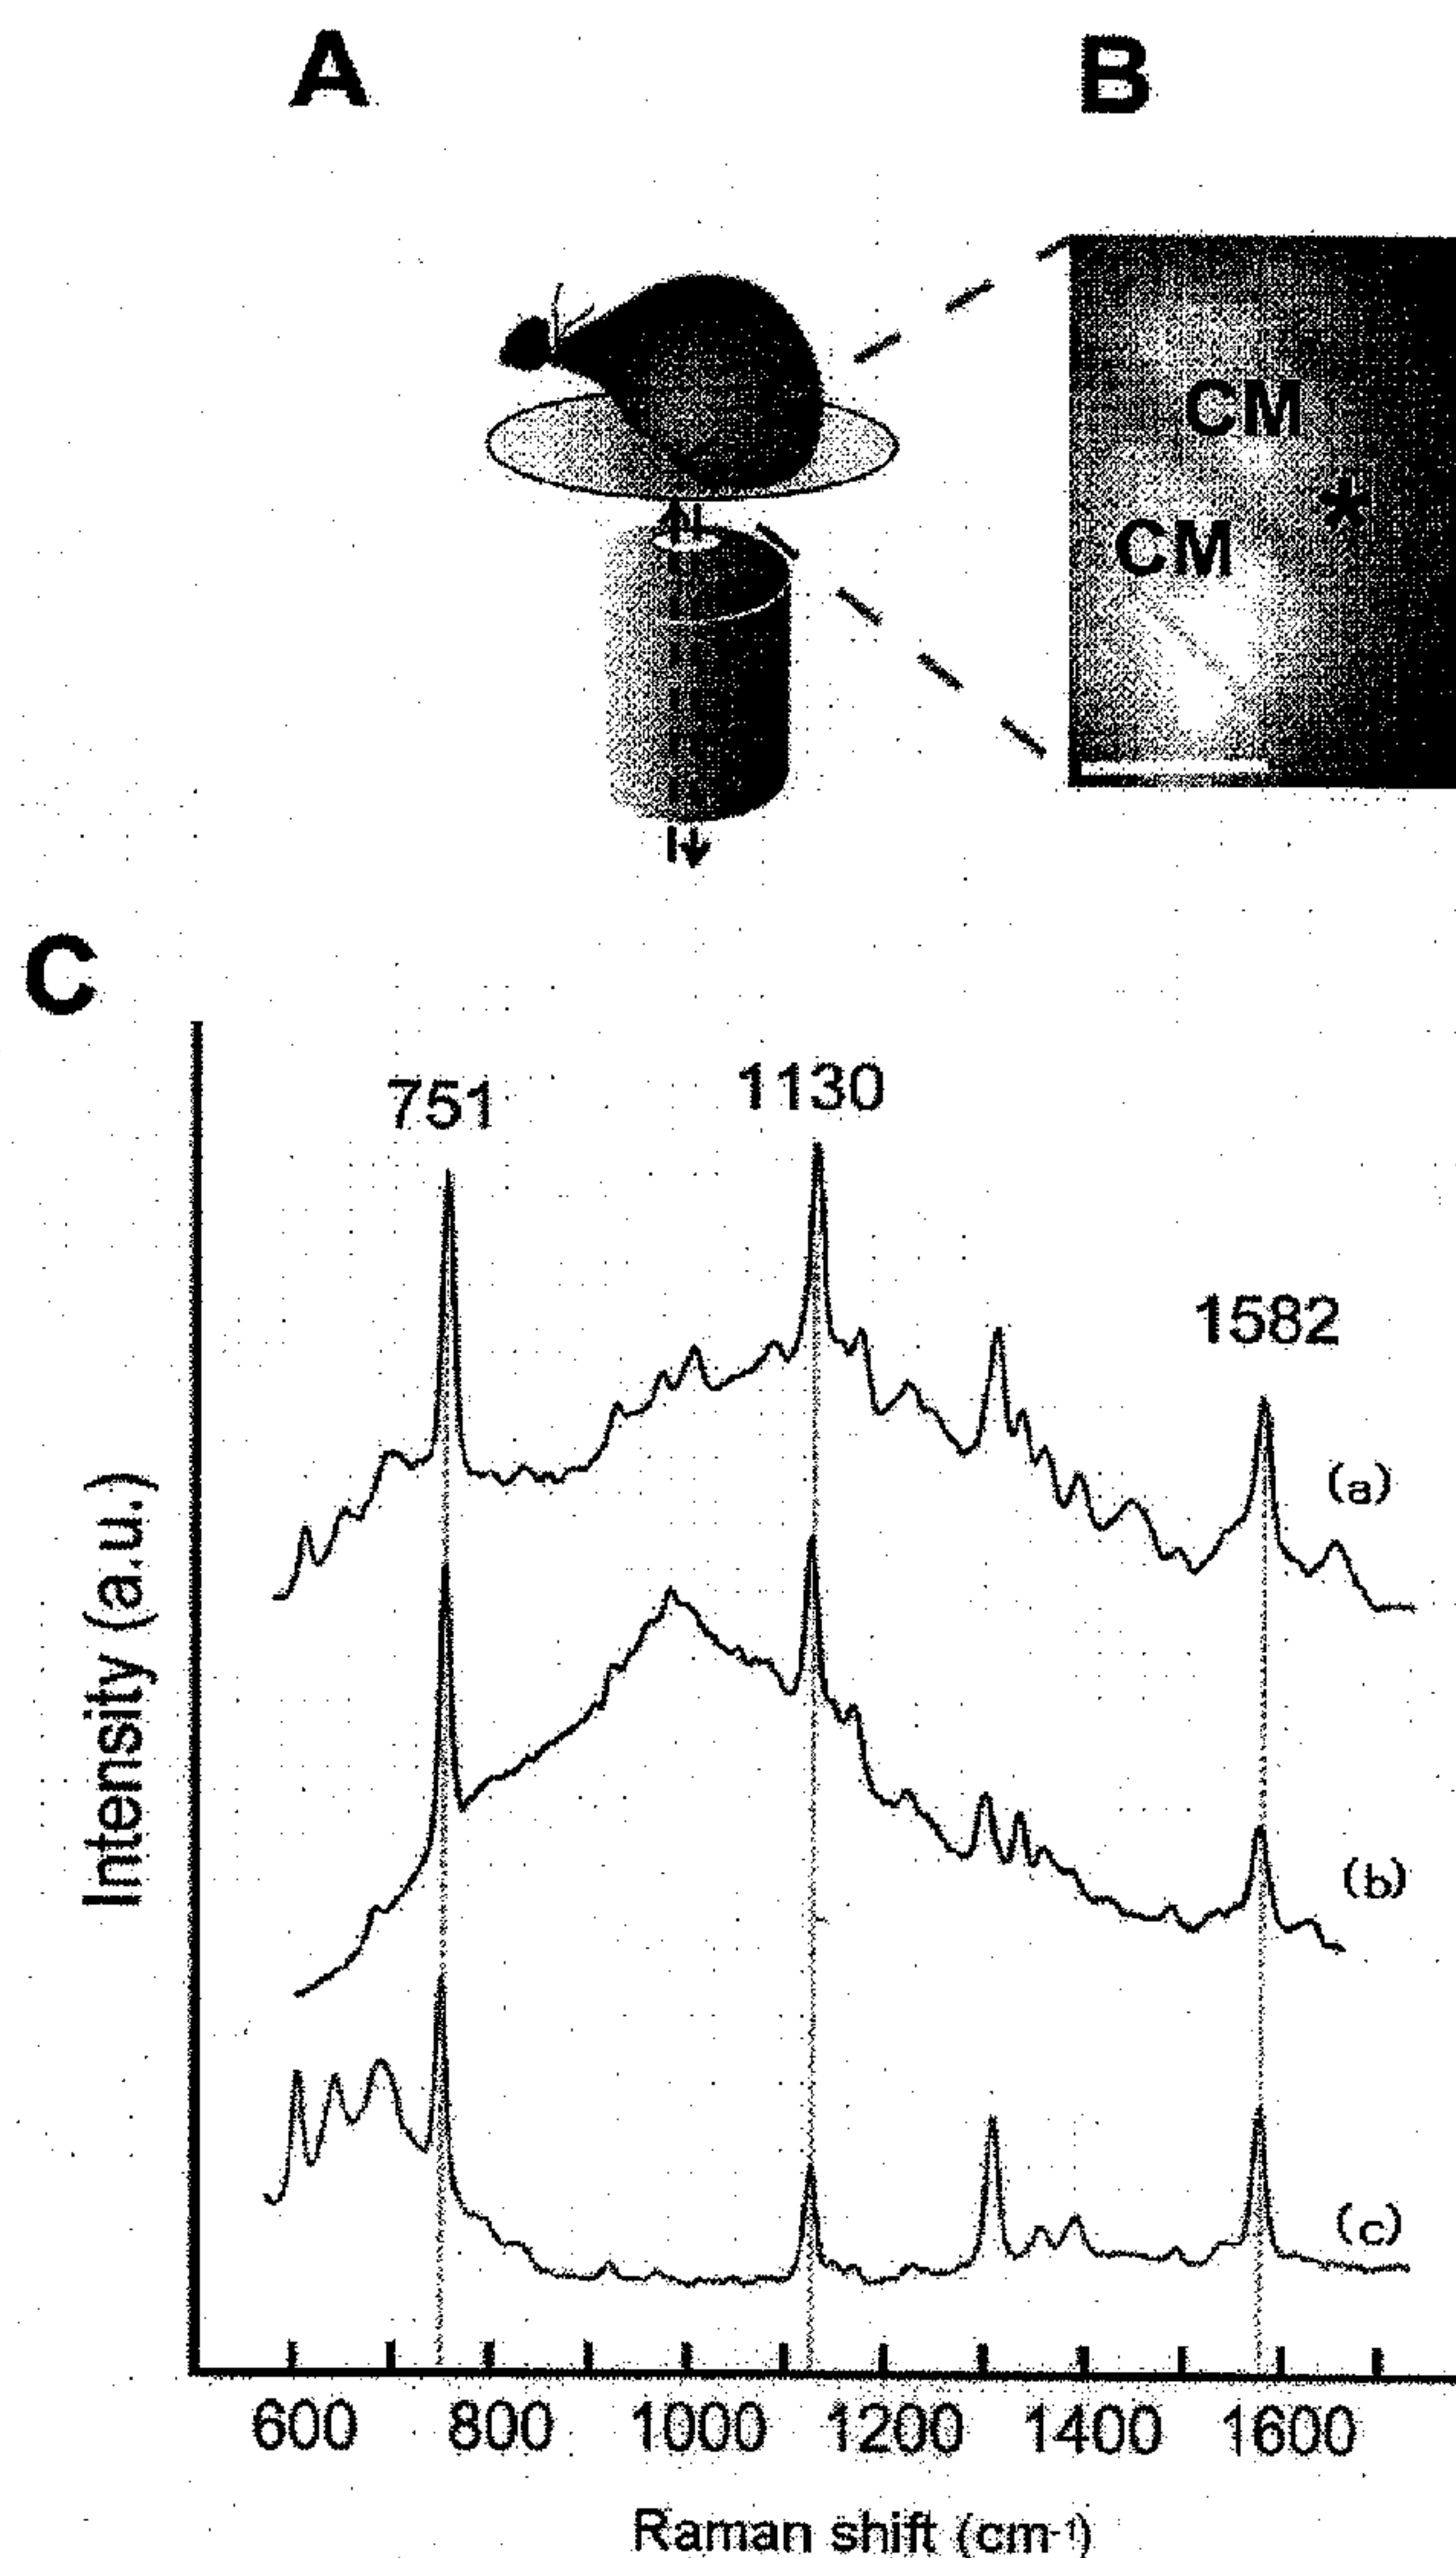 A
B
CM
*
CM
C
751
1130
1582
Intensity (a.u.)
(a)
(b)
(c)
600 800 1000 1200 1400 1600
Raman shift (cm-1)